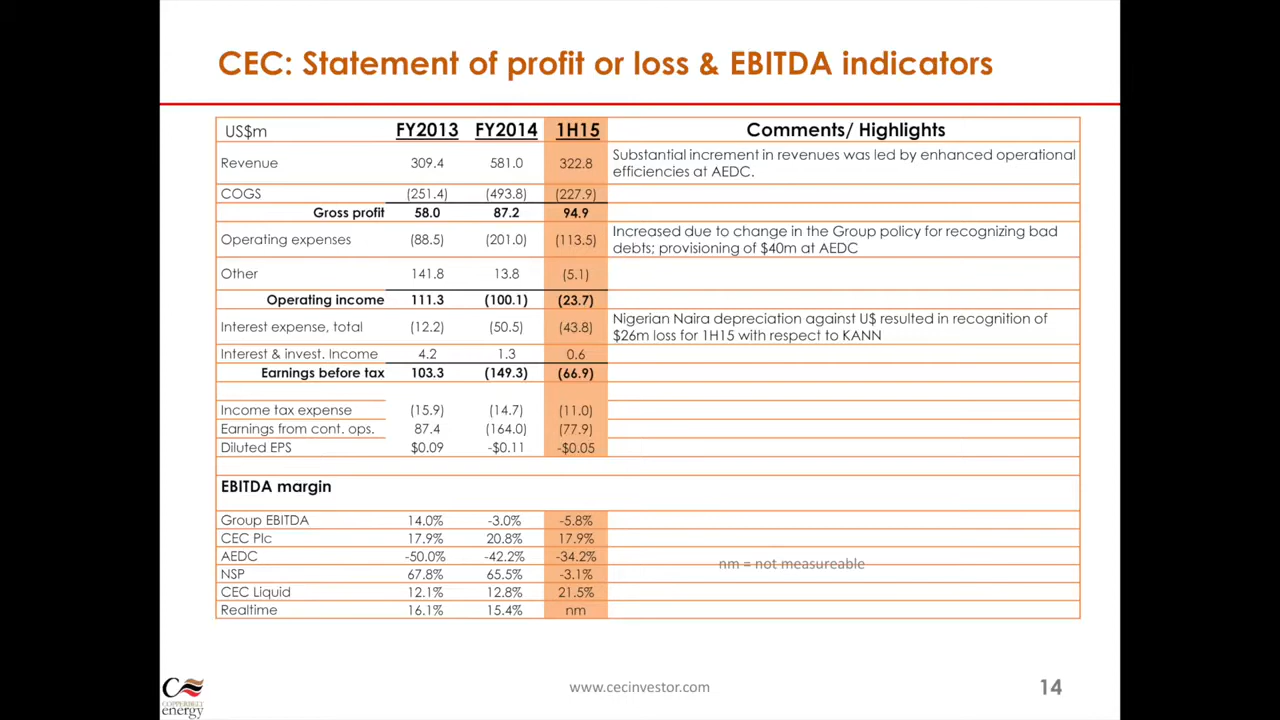 CEC: Statement of profit or loss & EBITDA indicators
US$m FY2013 FY2014 1H15 Comments/ Highlights
Revenue 309.4 581.0 322.8 Substantial increment in revenues was led by enhanced operational
efficiencies at AEDC.
COGS (251.4) (493.8) (227.9)
Gross profit 58.0 87.2 94.9
Operating expenses (88.5) (201.0) (113.5) Increased due to change in the Group policy for recognizing bad
debts; provisioning of $40m at AEDC
Other 141.8 13.8 (5.1)
Operating income 111.3 (100.1) (23.7)
Interest expense, total (12.2) (50.5) (43.8) Nigerian Naira depreciation against U$ resulted in recognition of
$26m loss for 1H15 with respect to KANN
Interest & invest. Income 4.2 1.3 0.6
Earnings before tax 103.3 (149.3) (66.9)
Income tax expense (15.9) (14.7) (11.0)
Earnings from cont. ops. 87.4 (164.0) (77.9)
Diluted EPS $0.09 -$0.11 -$0.05
EBITDA margin
Group EBITDA 14.0% -3.0% -5.8%
CEC Plc 17.9% 20.8% 17.9%
AEDC -50.0% -42.2% -34.2%
nm = not measureable
NSP 67.8% 65.5% -3.1%
CEC Liquid 12.1% 12.8% 21.5%
Realtime 16.1% 15.4% nm
COPPERBELT
energy
www.cecinvestor.com
14